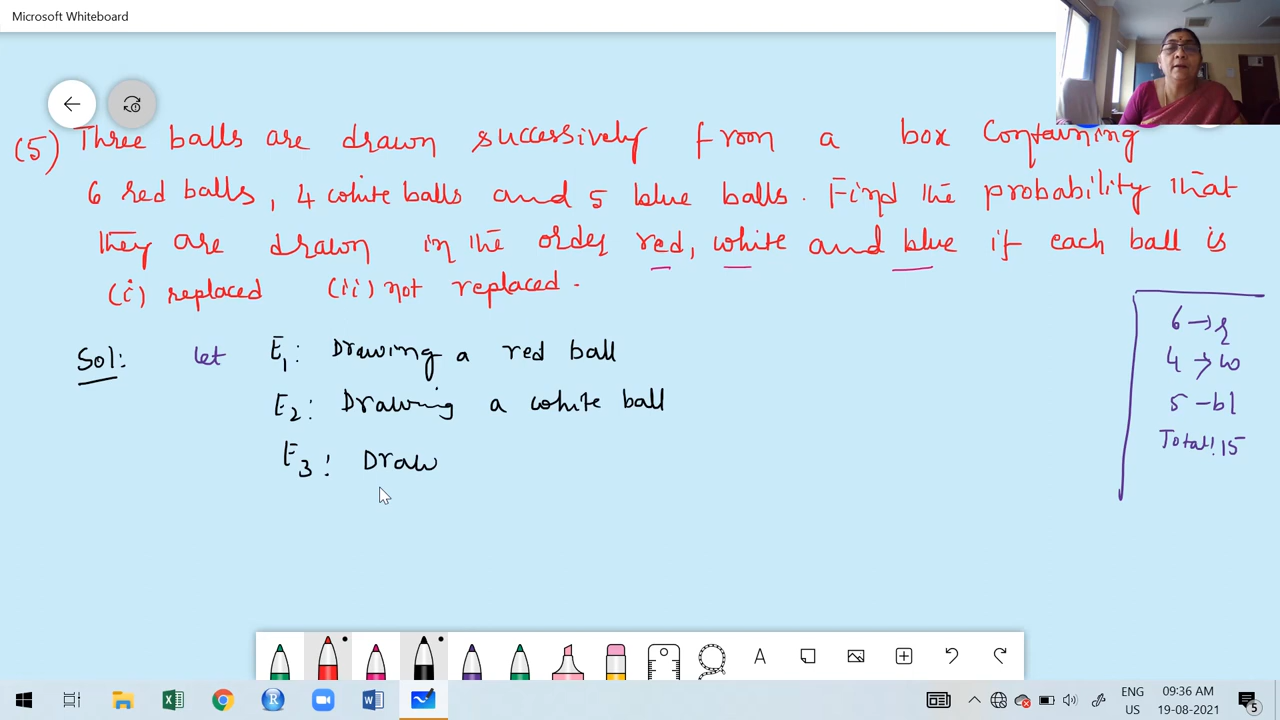 Microsoft Whiteboard
(5) Three balls are drawn successively from a box containing
6 red balls, 4 white balls and 5 blue balls. Find the probability that
they are drawn in the order red, white and blue if each ball is
(i) replaced (ii) not replaced.
Sol: let E1: Drawing a red ball
E2: Drawing a white ball
E3: Draw
6 → r
4 → w
5 - bl
Total: 15
A
ENG
US
09:36 AM
19-08-2021
5